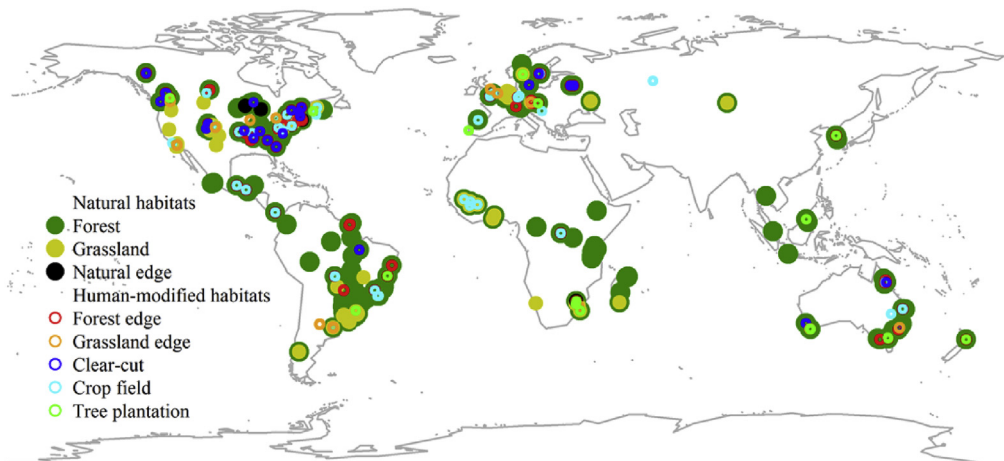 Natural habitats
Forest
Grassland
Natural edge
Human-modified habitats
Forest edge
Grassland edge
Clear-cut
Crop field
Tree plantation